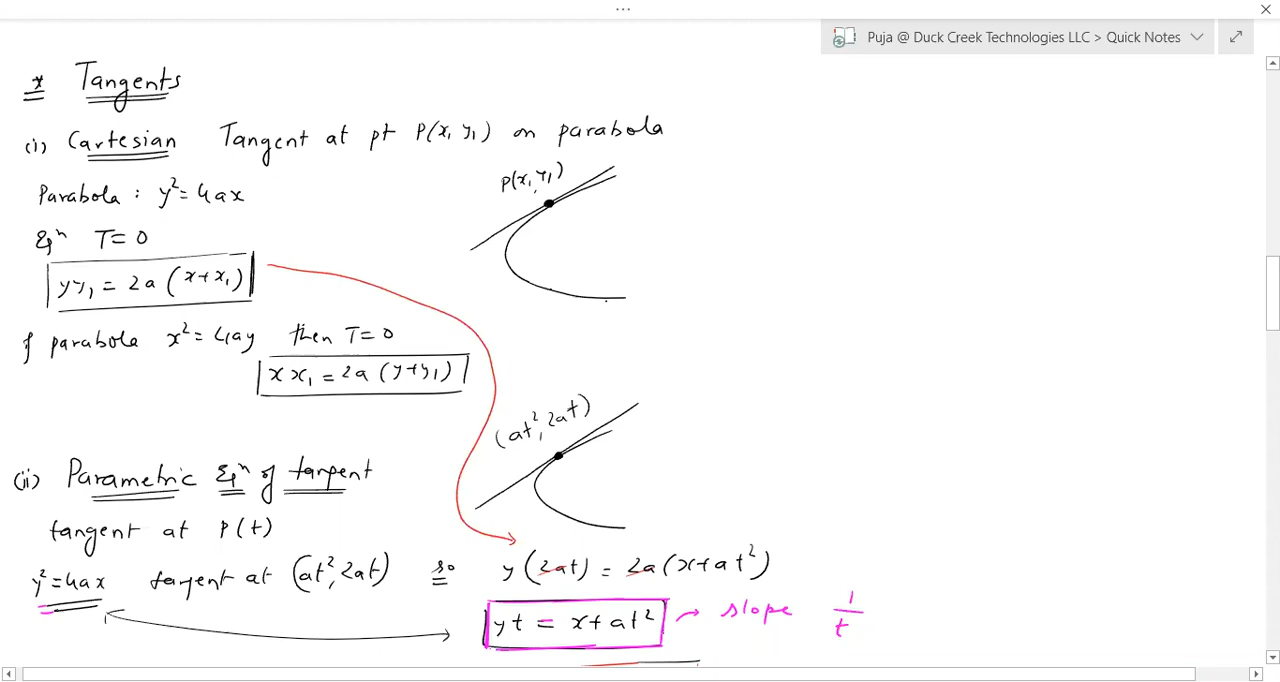 ...
Puja @ Duck Creek Technologies LLC > Quick Notes
* Tangents
(i) Cartesian Tangent at pt P(x₁ y₁) on parabola
P(x₁, y₁)
Parabola : y² = 4ax
Eqⁿ T = 0
yy₁ = 2a (x + x₁)
If parabola x² = 4ay then T = 0
xx₁ = 2a (y + y₁)
(at², 2at)
(ii) Parametric Eqⁿ of tangent
tangent at P(t)
y² = 4ax tangent at (at², 2at) so y(2at) = 2a(x + at²)
yt = x + at² → slope 1/t